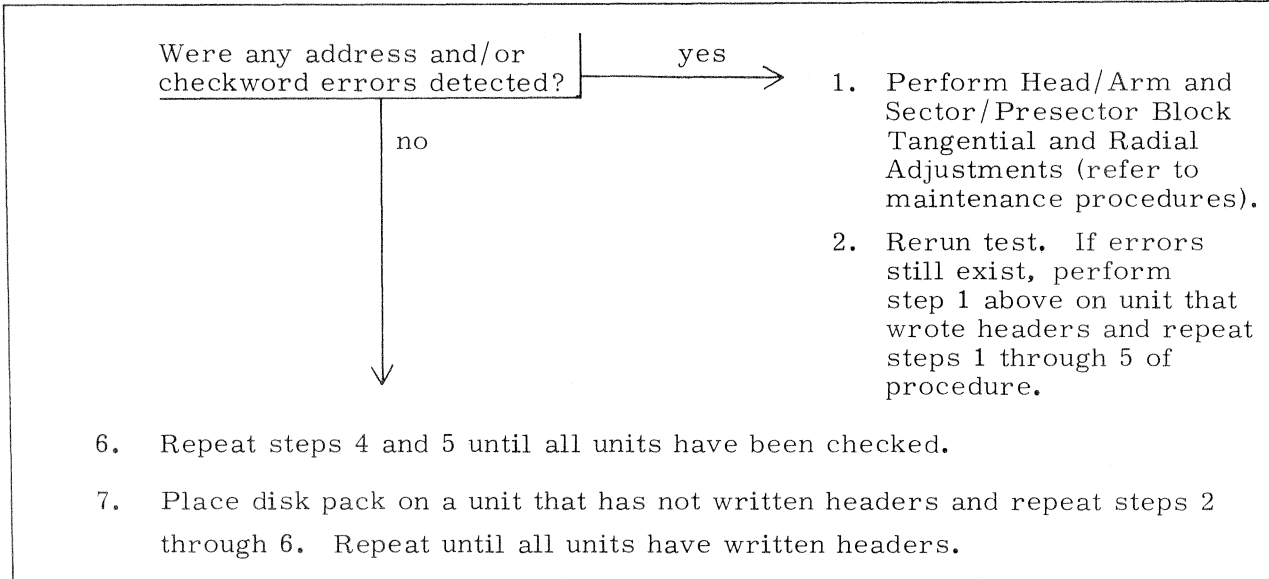 Were any address and/or
checkword errors detected?
yes
no
1. Perform Head/Arm and
Sector/Presector Block
Tangential and Radial
Adjustments (refer to
maintenance procedures).
2. Rerun test. If errors
still exist, perform
step 1 above on unit that
wrote headers and repeat
steps 1 through 5 of
procedure.
6. Repeat steps 4 and 5 until all units have been checked.
7. Place disk pack on a unit that has not written headers and repeat steps 2
through 6. Repeat until all units have written headers.